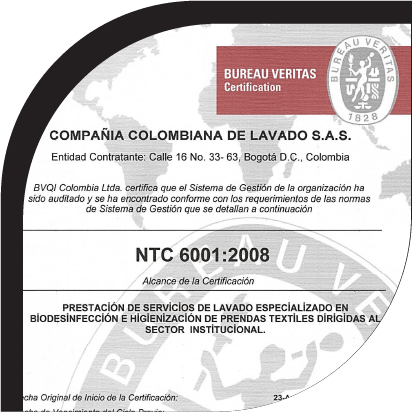 BUREAU VERITAS
Certification
BUREAU VERITAS
1828
COMPAÑIA COLOMBIANA DE LAVADO S.A.S.
Entidad Contratante: Calle 16 No. 33- 63, Bogotá D.C., Colombia
BVQI Colombia Ltda. certifica que el Sistema de Gestión de la organización ha
sido auditado y se ha encontrado conforme con los requerimientos de las normas
de Sistema de Gestión que se detallan a continuación
NTC 6001:2008
Alcance de la Certificación
PRESTACIÓN DE SERVICIOS DE LAVADO ESPECIALIZADO EN
BIODESINFECCIÓN E HIGIENIZACIÓN DE PRENDAS TEXTILES DIRIGIDAS AL
SECTOR INSTITUCIONAL.
BUREAU VE
Original de Inicio de la Certificación: 23-A